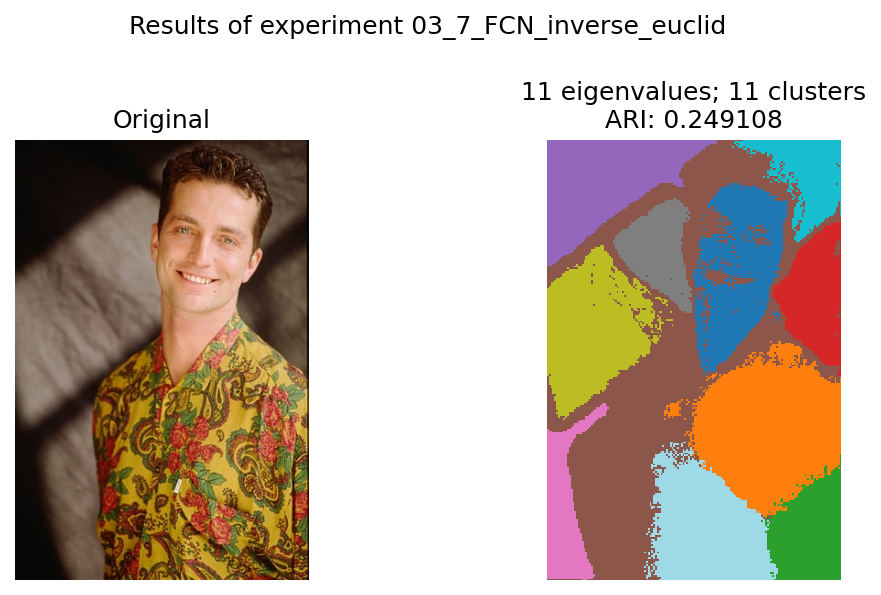 Results of experiment 03_7_FCN_inverse_euclid
Original
11 eigenvalues; 11 clusters
ARI: 0.249108